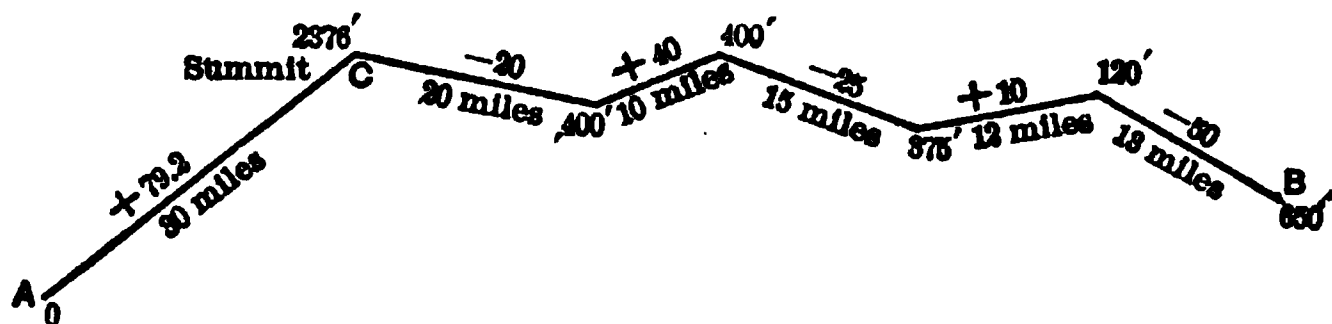 2376′
Summit
C
—20
20 miles
400′
+ 40
10 miles
400′
—25
15 miles
375′
+ 10
12 miles
120′
—50
13 miles
B
650′
+ 79.2
30 miles
A
0